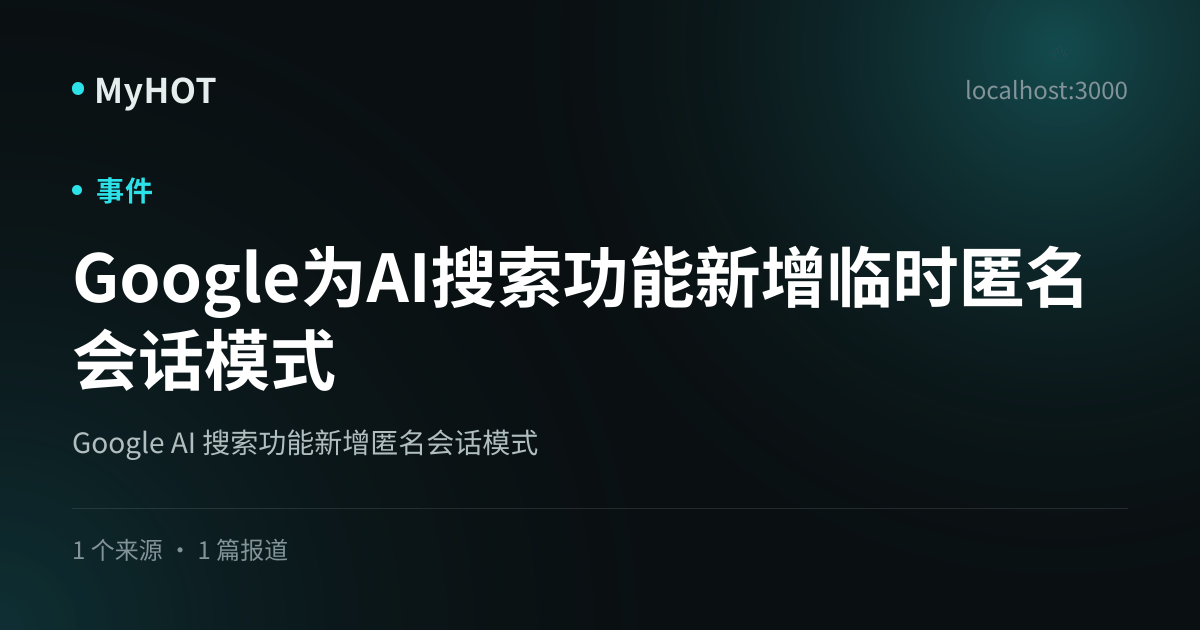 MyHOT
localhost:3000
事件
Google为AI搜索功能新增临时匿名
会话模式
Google AI 搜索功能新增匿名会话模式
1 个来源 · 1 篇报道